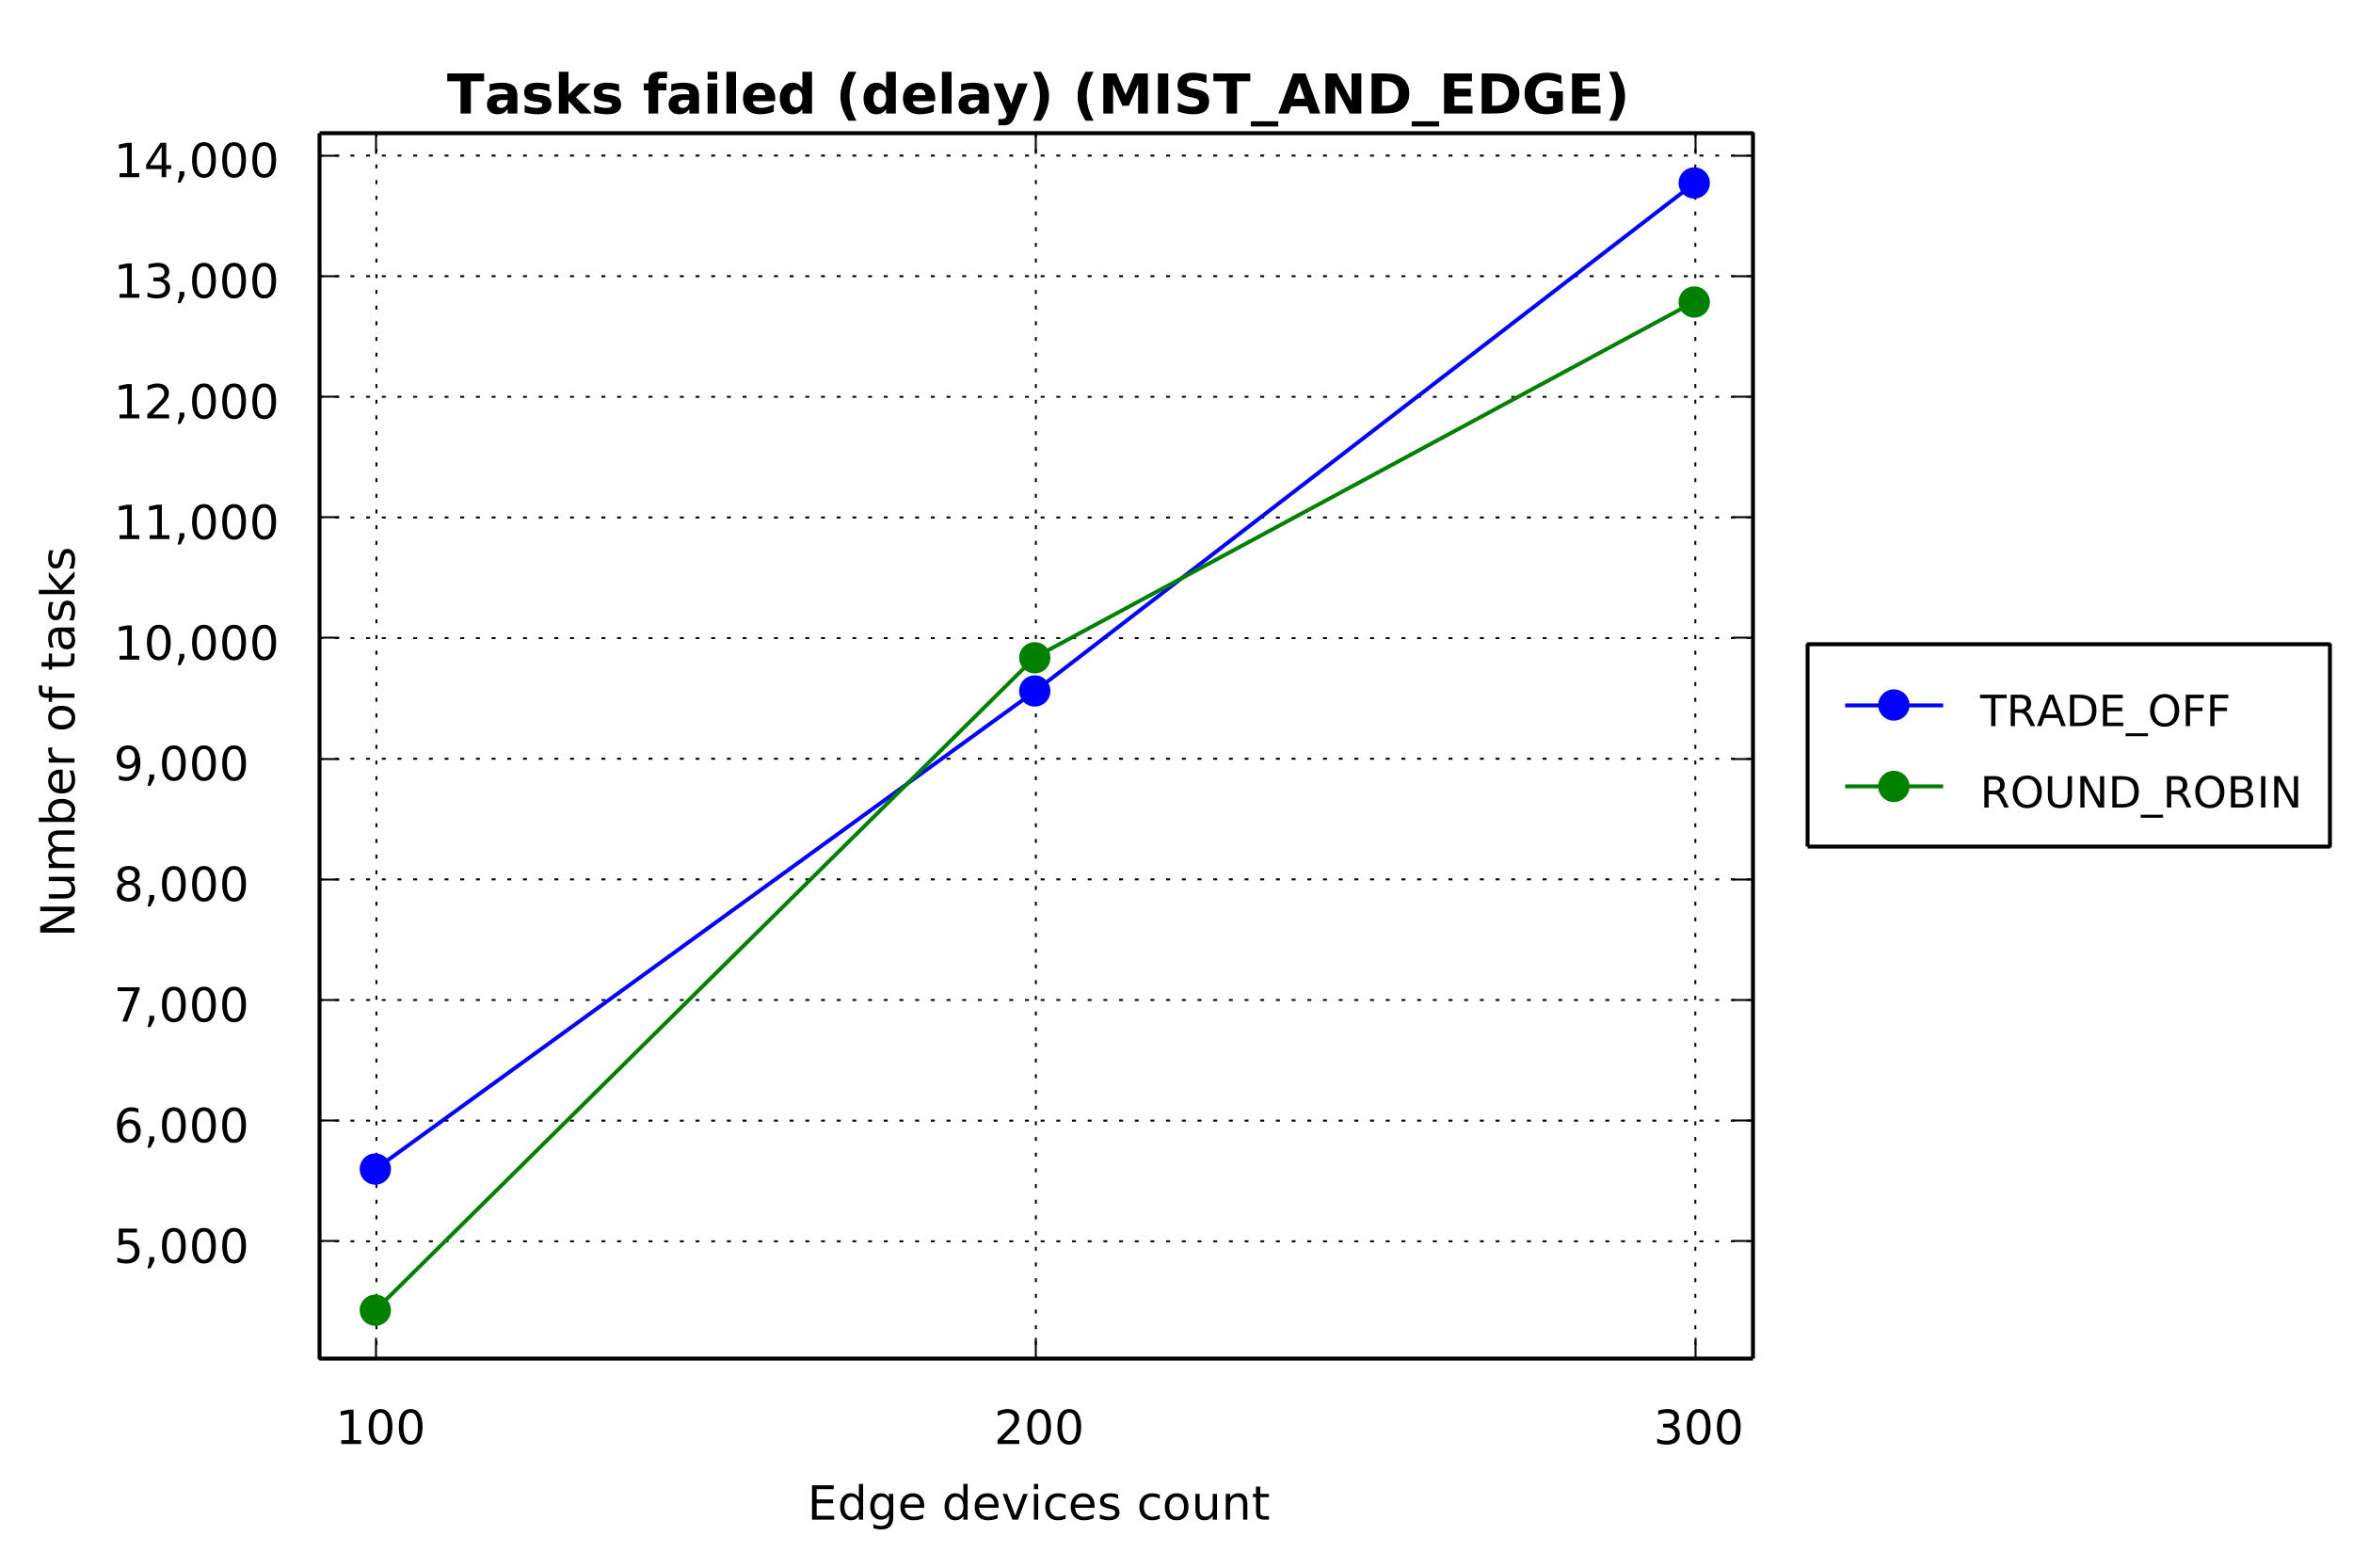 Tasks failed (delay) (MIST_AND_EDGE)
14,000
13,000
12,000
11,000
10,000
9,000
8,000
7,000
6,000
5,000
Number of tasks
100 200 300
Edge devices count
TRADE_OFF
ROUND_ROBIN